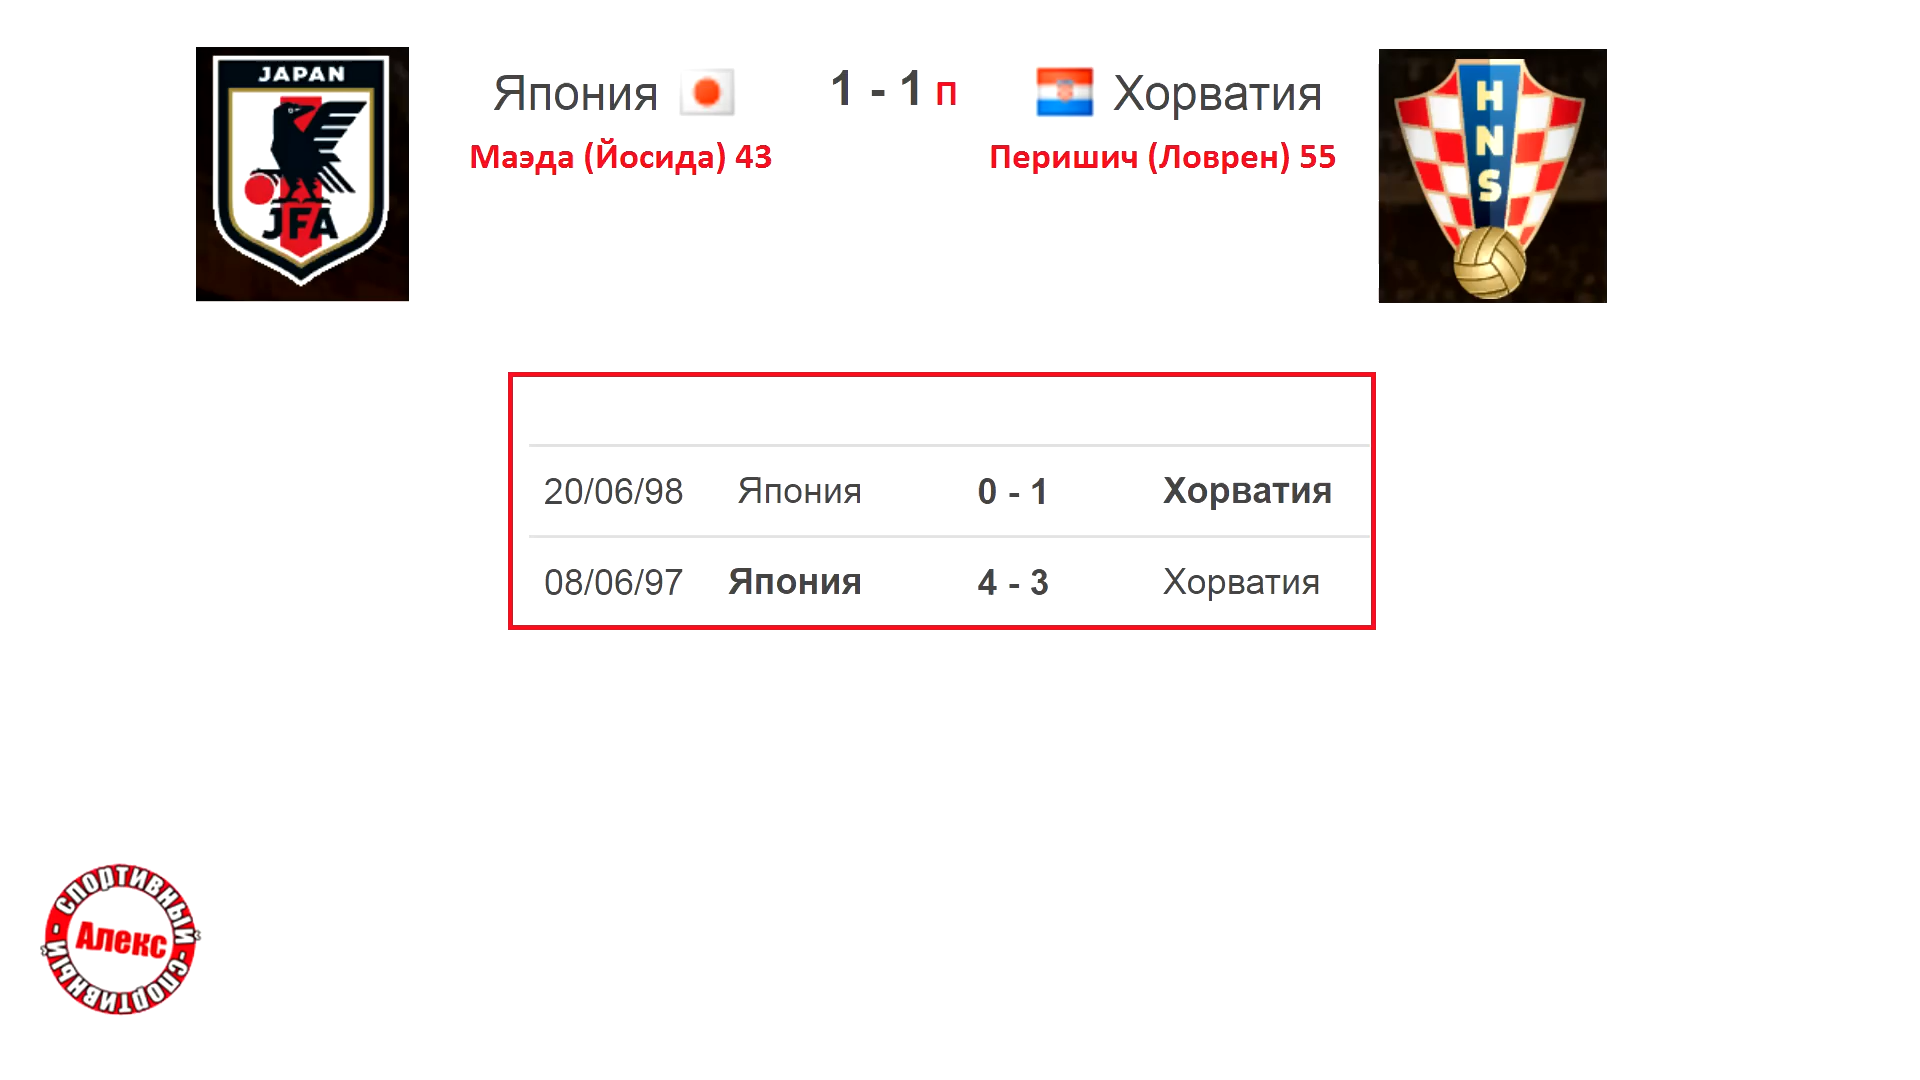 JAPAN
JFA
Япония 1 - 1 п Хорватия
Маэда (Йосида) 43 Перишич (Ловрен) 55
HNS
20/06/98 Япония 0 - 1 Хорватия
08/06/97 Япония 4 - 3 Хорватия
СПОРТИВНЫЙ - СПОРТИВНЫЙ -
Алекс